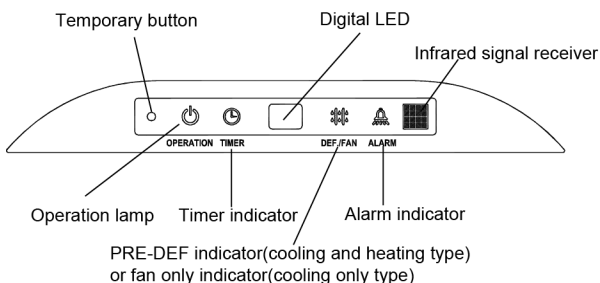 Temporary button
Digital LED
Infrared signal receiver
OPERATION TIMER DEF./FAN ALARM
Operation lamp
Timer indicator
Alarm indicator
PRE-DEF indicator(cooling and heating type)
or fan only indicator(cooling only type)